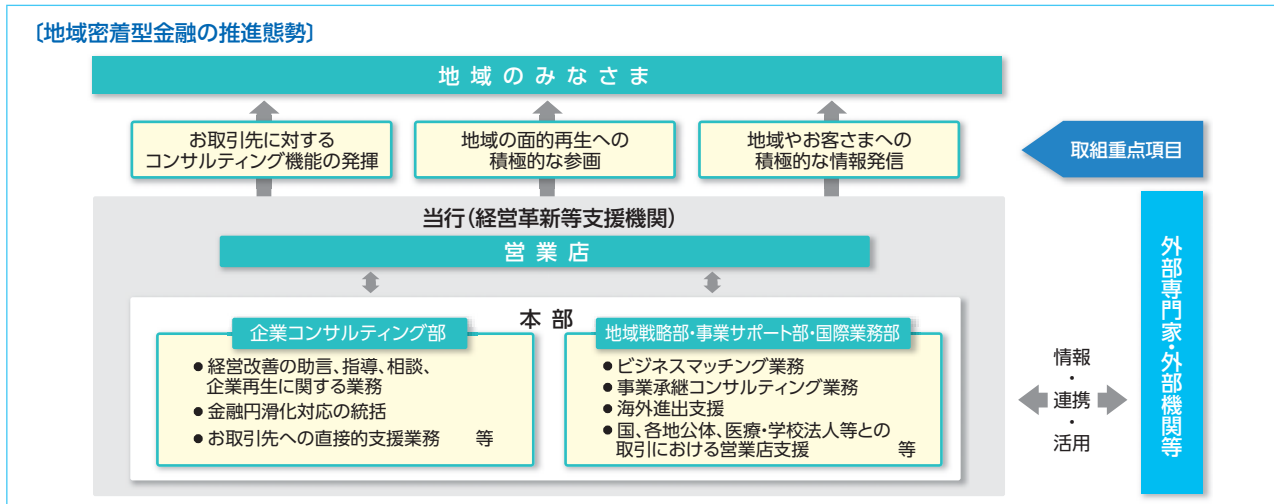 〔地域密着型金融の推進態勢〕
地域のみなさま
お取引先に対する
コンサルティング機能の発揮
地域の面的再生への
積極的な参画
地域やお客さまへの
積極的な情報発信
取組重点項目
当行（経営革新等支援機関）
営業店
本部
企業コンサルティング部
●経営改善の助言、指導、相談、
企業再生に関する業務
●金融円滑化対応の統括
●お取引先への直接的支援業務　等
地域戦略部・事業サポート部・国際業務部
●ビジネスマッチング業務
●事業承継コンサルティング業務
●海外進出支援
●国、各地公体、医療・学校法人等との
取引における営業店支援　等
情報
・
連携
・
活用
外部専門家・外部機関等